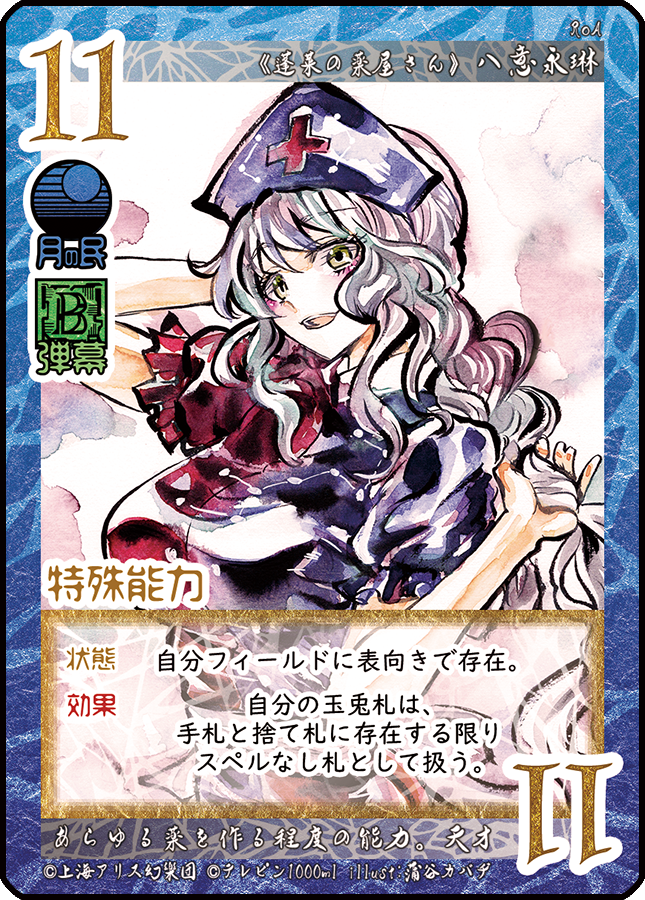 RoA
11
《蓬莱の薬屋さん》八意永琳
月の民
B
弾幕
特殊能力
状態 自分フィールドに表向きで存在。
効果 自分の玉兎札は、
手札と捨て札に存在する限り
スペルなし札として扱う。
11
あらゆる薬を作る程度の能力。天才
©上海アリス幻樂団 ©テレピン1000ml illust:蒲谷カバヂ